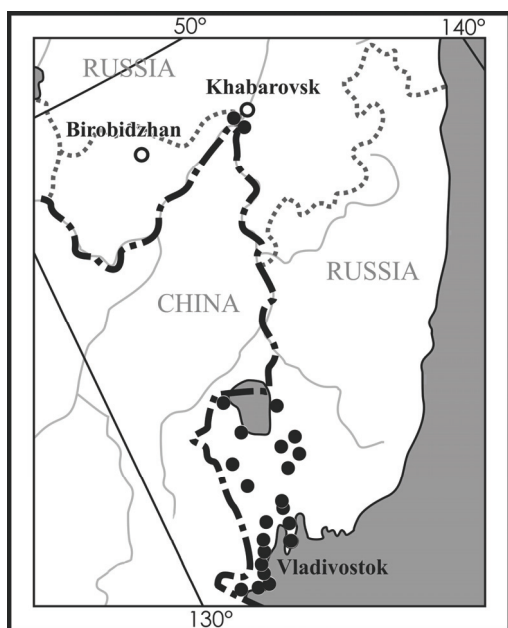 50° 140°
RUSSIA
Khabarovsk
Birobidzhan
RUSSIA
CHINA
Vladivostok
130°